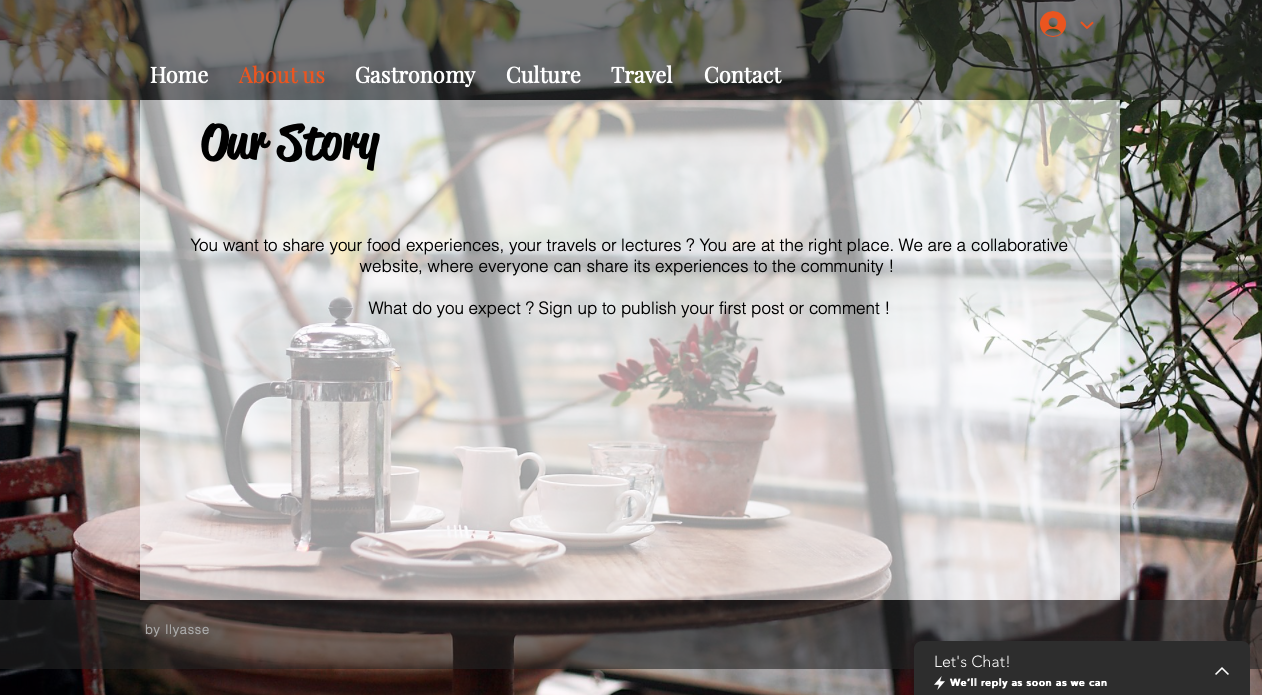 Home About us Gastronomy Culture Travel Contact
Our Story
You want to share your food experiences, your travels or lectures ? You are at the right place. We are a collaborative
website, where everyone can share its experiences to the community !
What do you expect ? Sign up to publish your first post or comment !
by Ilyasse
Let's Chat!
We'll reply as soon as we can